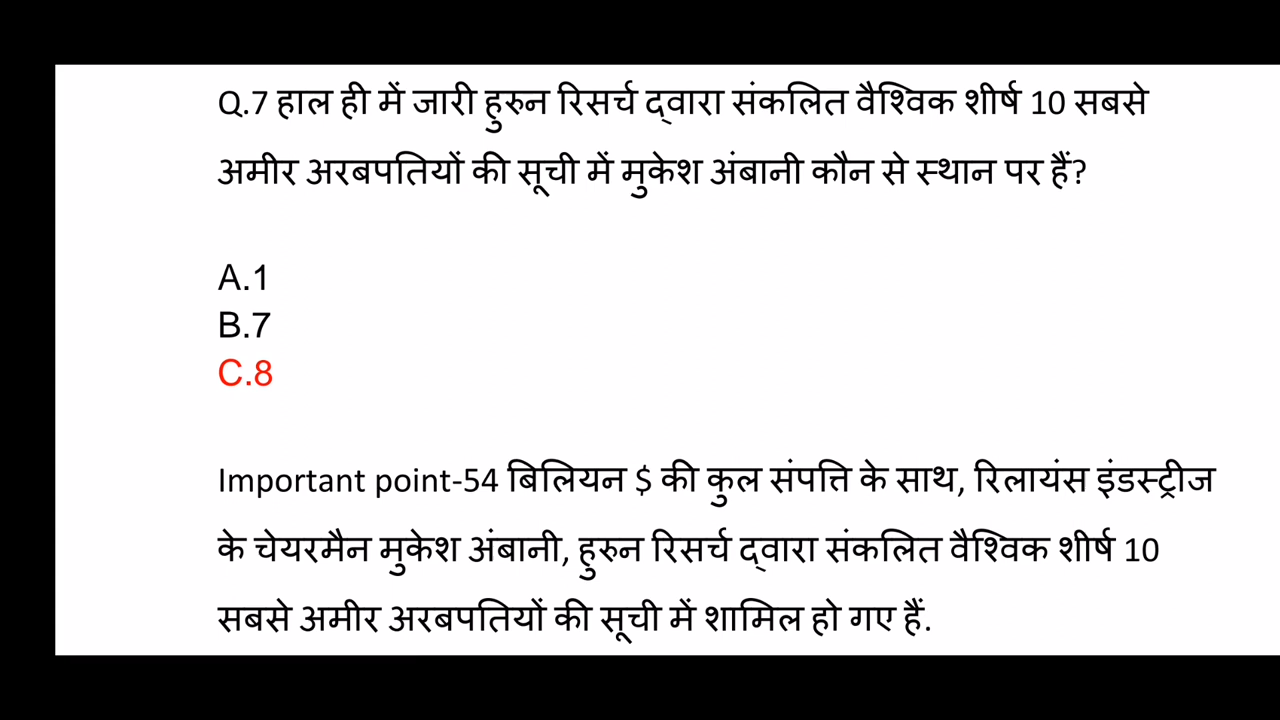 Q.7 हाल ही में जारी हुरुन रिसर्च द्वारा संकलित वैश्विक शीर्ष 10 सबसे
अमीर अरबपतियों की सूची में मुकेश अंबानी कौन से स्थान पर हैं?
A.1
B.7
C.8
Important point-54 बिलियन $ की कुल संपत्ति के साथ, रिलायंस इंडस्ट्रीज
के चेयरमैन मुकेश अंबानी, हुरुन रिसर्च द्वारा संकलित वैश्विक शीर्ष 10
सबसे अमीर अरबपतियों की सूची में शामिल हो गए हैं.